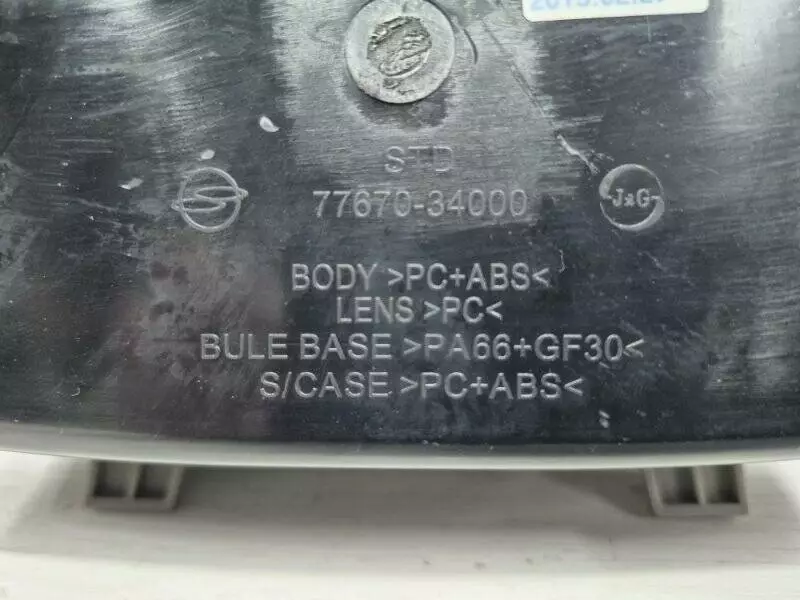 STD
77670-34000
J&G
BODY >PC+ABS<
LENS >PC<
BULE BASE >PA66+GF30<
S/CASE >PC+ABS<